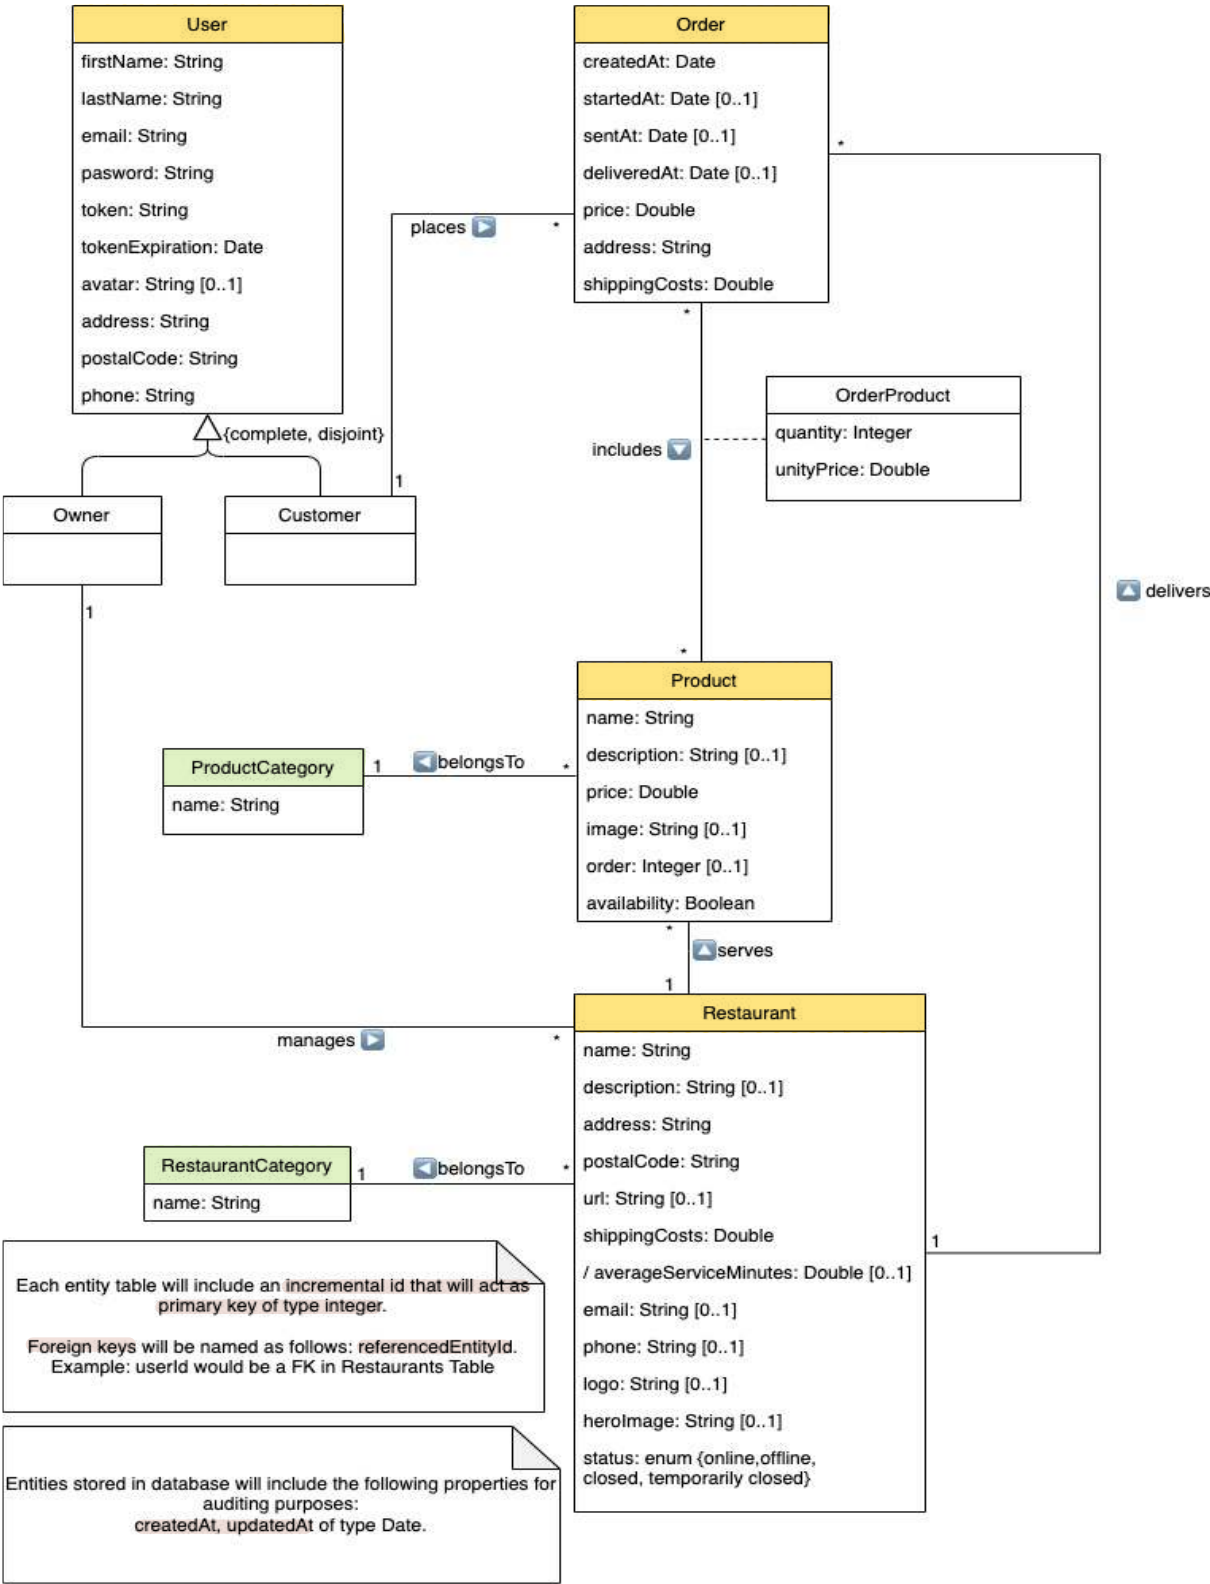 User
firstName: String
lastName: String
email: String
pasword: String
token: String
tokenExpiration: Date
avatar: String [0..1]
address: String
postalCode: String
phone: String
{complete, disjoint}
Owner
Customer
1
1
places
*
Order
createdAt: Date
startedAt: Date [0..1]
sentAt: Date [0..1]
deliveredAt: Date [0..1]
price: Double
address: String
shippingCosts: Double
*
*
includes
OrderProduct
quantity: Integer
unityPrice: Double
delivers
*
Product
name: String
description: String [0..1]
price: Double
image: String [0..1]
order: Integer [0..1]
availability: Boolean
ProductCategory
name: String
1
belongsTo
*
*
serves
1
manages
*
Restaurant
name: String
description: String [0..1]
address: String
postalCode: String
url: String [0..1]
shippingCosts: Double
/ averageServiceMinutes: Double [0..1]
email: String [0..1]
phone: String [0..1]
logo: String [0..1]
heroImage: String [0..1]
status: enum {online,offline,
closed, temporarily closed}
1
RestaurantCategory
name: String
1
belongsTo
*
Each entity table will include an incremental id that will act as
primary key of type integer.
Foreign keys will be named as follows: referencedEntityId.
Example: userId would be a FK in Restaurants Table
Entities stored in database will include the following properties for
auditing purposes:
createdAt, updatedAt of type Date.